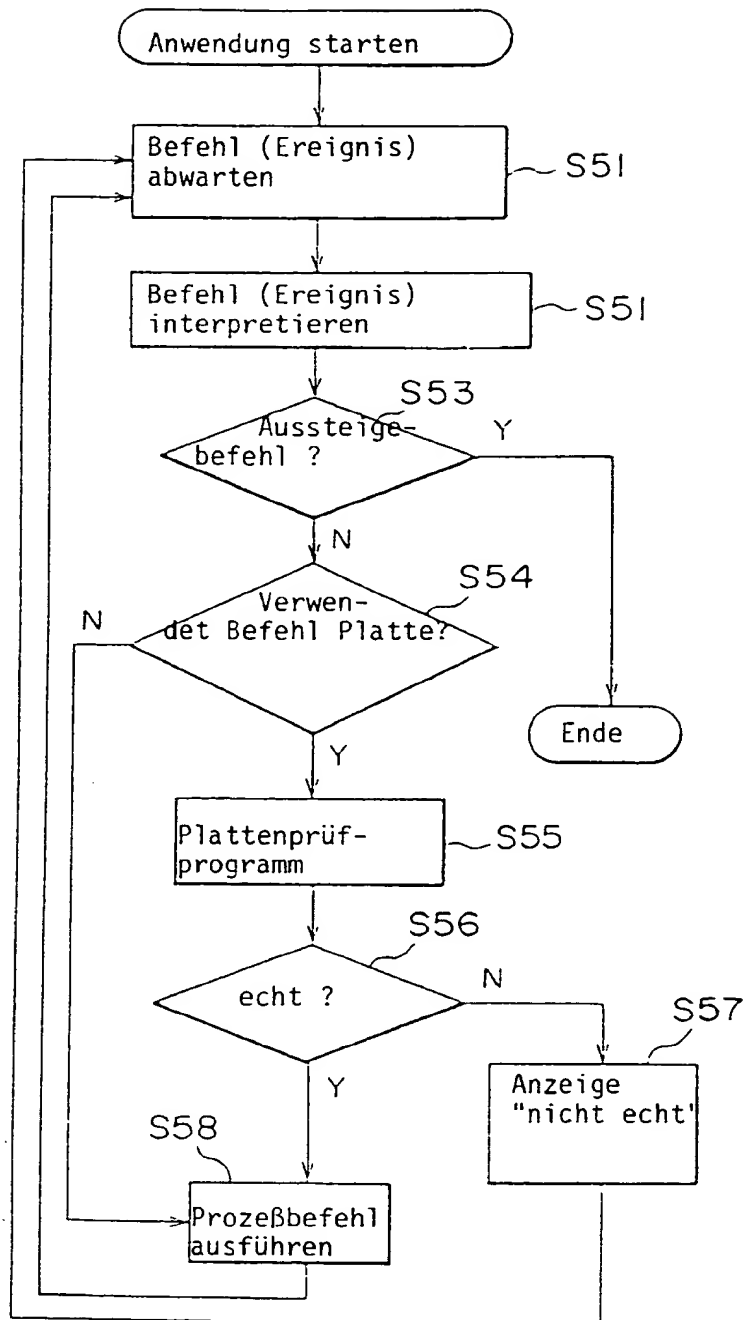 Anwendung starten
Befehl (Ereignis)
abwarten
S51
Befehl (Ereignis)
interpretieren
S51
S53
Aussteige-
befehl ?
Y
N
S54
Verwen-
det Befehl Platte?
N
Y
Ende
Plattenprüf-
programm
S55
S56
echt ?
N
Y
S57
Anzeige
"nicht echt'
S58
Prozeßbefehl
ausführen